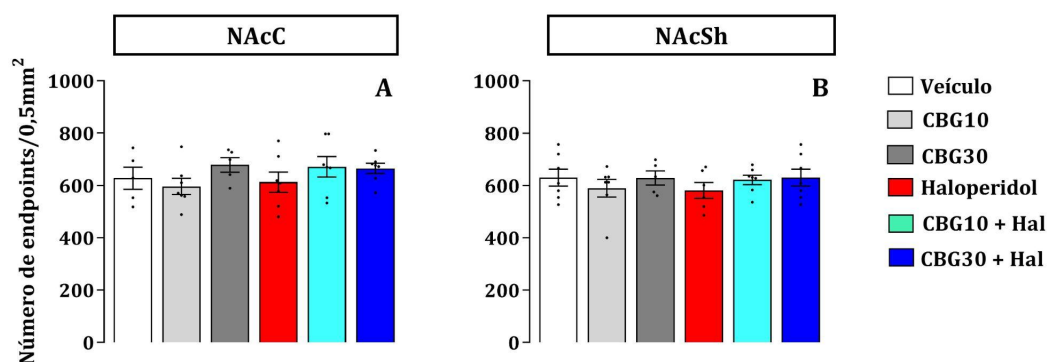 NAcC
NAcSh
Número de endpoints/0,5mm²
1000
800
600
400
200
0
A
1000
800
600
400
200
0
B
Veículo
CBG10
CBG30
Haloperidol
CBG10 + Hal
CBG30 + Hal